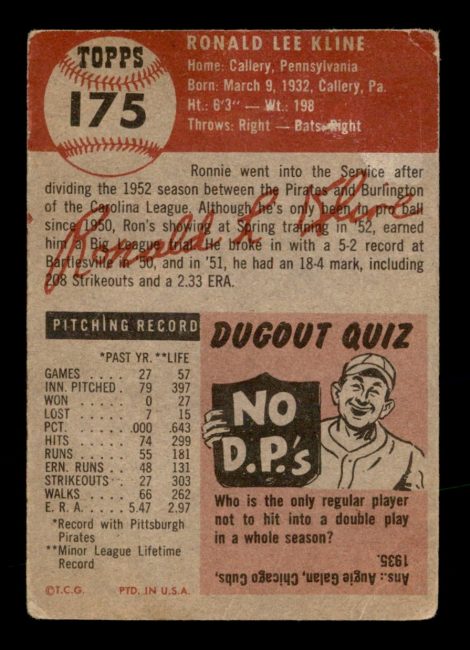 TOPPS
175
RONALD LEE KLINE
Home: Callery, Pennsylvania
Born: March 9, 1932, Callery, Pa.
Ht.: 6'3" — Wt.: 198
Throws: Right — Bats: Right
Ronnie went into the Service after
dividing the 1952 season between the Pirates and Burlington
of the Carolina League. Although he's only been in pro ball
since 1950, Ron's showing at Spring training in '52, earned
him a Big League trial. He broke in with a 5-2 record at
Bartlesville in '50, and in '51, he had an 18-4 mark, including
208 Strikeouts and a 2.33 ERA.
Ronald L Kline
PITCHING RECORD
*PAST YR. **LIFE
GAMES . . . . 27 57
INN. PITCHED . 79 397
WON . . . . . 0 27
LOST . . . . . 7 15
PCT. . . . . .000 .643
HITS . . . . . 74 299
RUNS . . . . 55 181
ERN. RUNS . . 48 131
STRIKEOUTS . . 27 303
WALKS . . . . 66 262
E. R. A. . . . . 5.47 2.97
*Record with Pittsburgh
Pirates
**Minor League Lifetime
Record
©T.C.G. PTD. IN U.S.A.
DUGOUT QUIZ
NO
D.P.'s
Who is the only regular player
not to hit into a double play
in a whole season?
Ans.: Augie Galan, Chicago Cubs,
1935.